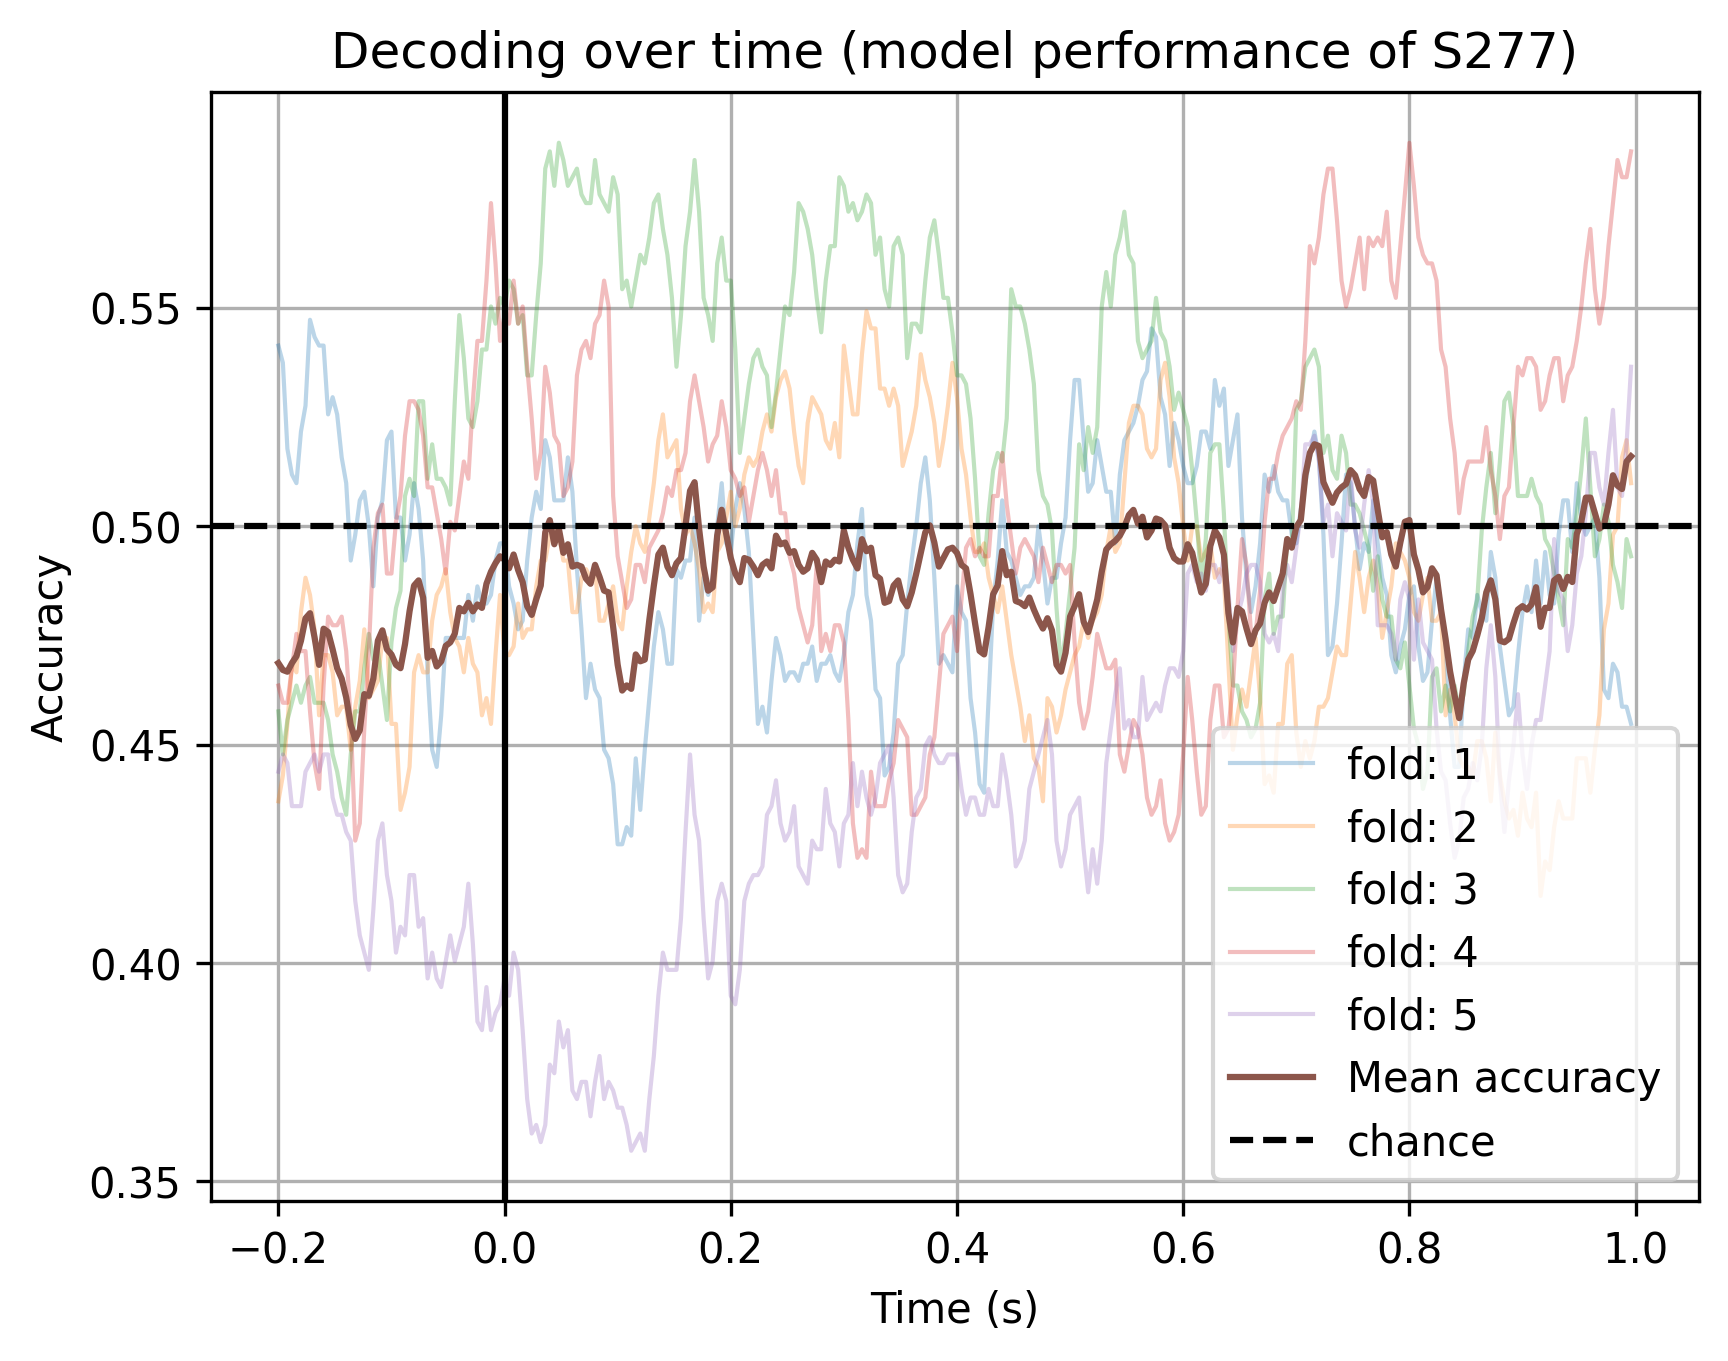 Decoding over time (model performance of S277)
Accuracy
0.55
0.50
0.45
0.40
0.35
fold: 1
fold: 2
fold: 3
fold: 4
fold: 5
Mean accuracy
chance
−0.2
0.0
0.2
0.4
0.6
0.8
1.0
Time (s)